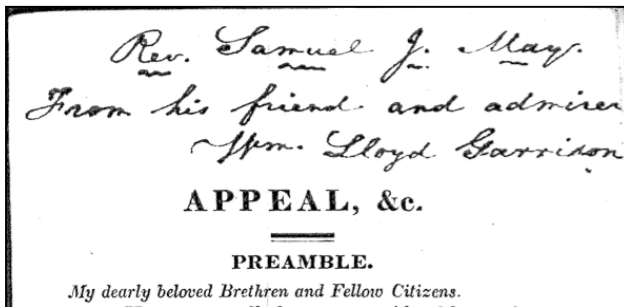 Rev. Samuel J. May.
From his friend and admirer
Wm. Lloyd Garrison
APPEAL, &c.
PREAMBLE.
My dearly beloved Brethren and Fellow Citizens.